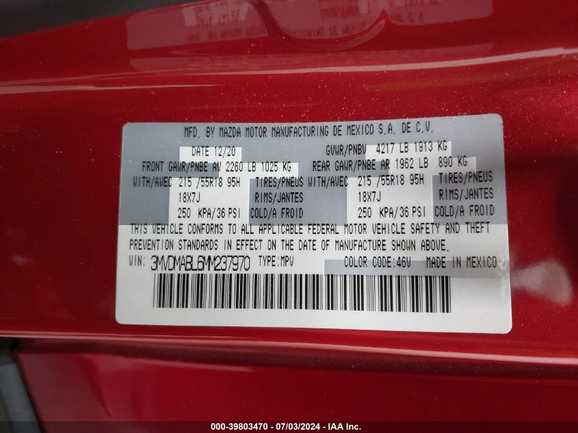 MFD. BY MAZDA MOTOR MANUFACTURING DE MEXICO S.A. DE C.V.
DATE 12/20 GVWR/PNBV 4217 LB 1913 KG
FRONT GAWR/PNBE AV 2260 LB 1025 KG REAR GAWR/PNBE AR 1962 LB 890 KG
WITH/AVEC 215 /55R18 95H TIRES/PNEUS WITH/AVEC 215 /55R18 95H TIRES/PNEUS
18X7J RIMS/JANTES 18X7J RIMS/JANTES
250 KPA/36 PSI COLD/A FROID 250 KPA/36 PSI COLD/A FROID
THIS VEHICLE CONFORMS TO ALL APPLICABLE FEDERAL MOTOR VEHICLE SAFETY AND THEFT
PREVENTION STANDARDS IN EFFECT ON THE DATE OF MANUFACTURE SHOWN ABOVE.
VIN: 3MVDMABL6MM237970 TYPE:MPV COLOR CODE:46V MADE IN MEXICO
000-39803470 - 07/03/2024 - IAA Inc.